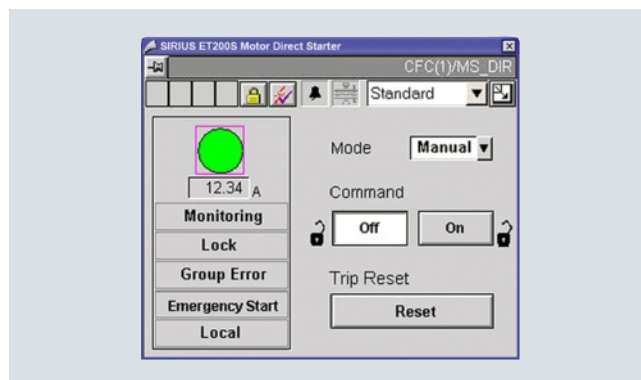 SIRIUS ET200S Motor Direct Starter
CFC(1)/MS_DIR
Standard
12.34 A
Monitoring
Lock
Group Error
Emergency Start
Local
Mode Manual
Command
Off On
Trip Reset
Reset